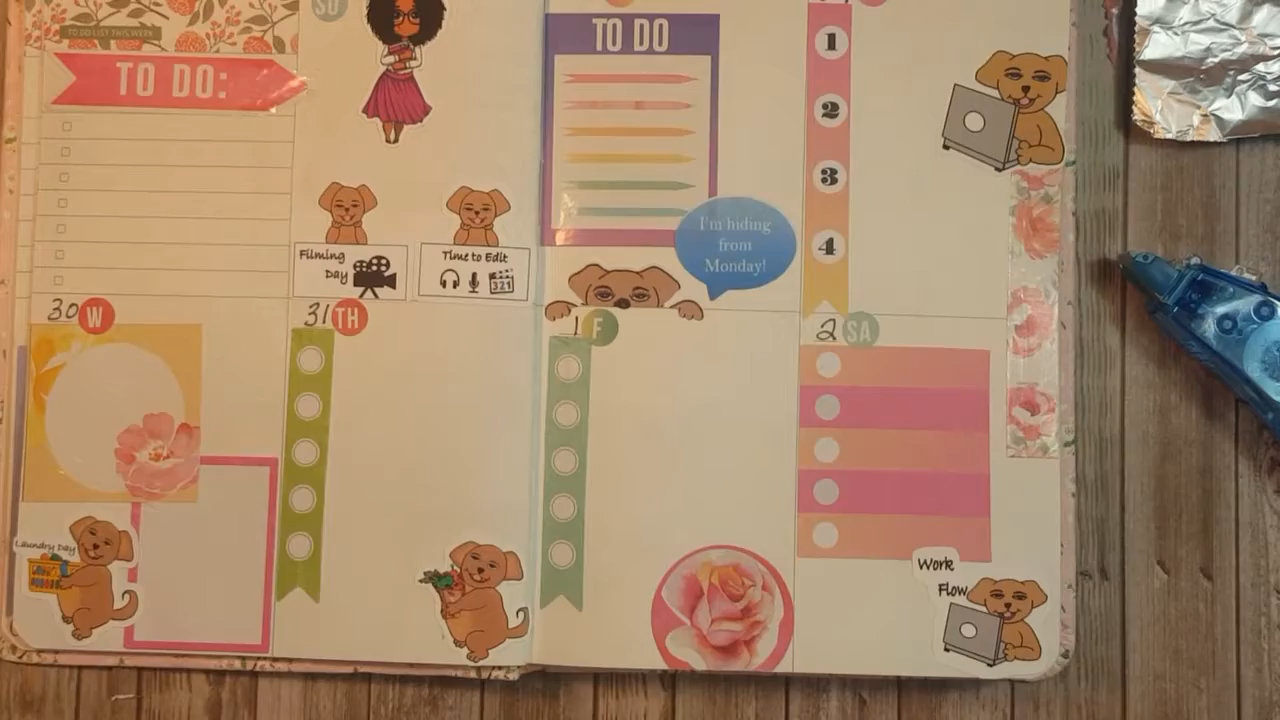 TO DO LIST THIS WEEK
TO DO:
SU
TO DO
1
2
3
4
Filming
Day
Time to Edit
321
I'm hiding
from
Monday!
30 W
31 TH
1 F
2 SA
Laundry Day
Work
Flow